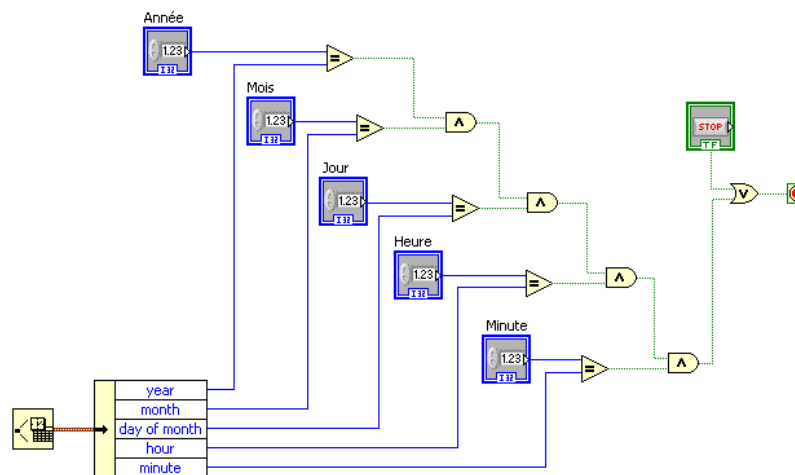 Année
1.23
I32
=
Mois
1.23
I32
=
∧
STOP
TF
Jour
1.23
I32
=
∧
∨
Heure
1.23
I32
=
∧
Minute
1.23
I32
=
∧
year
month
day of month
hour
minute